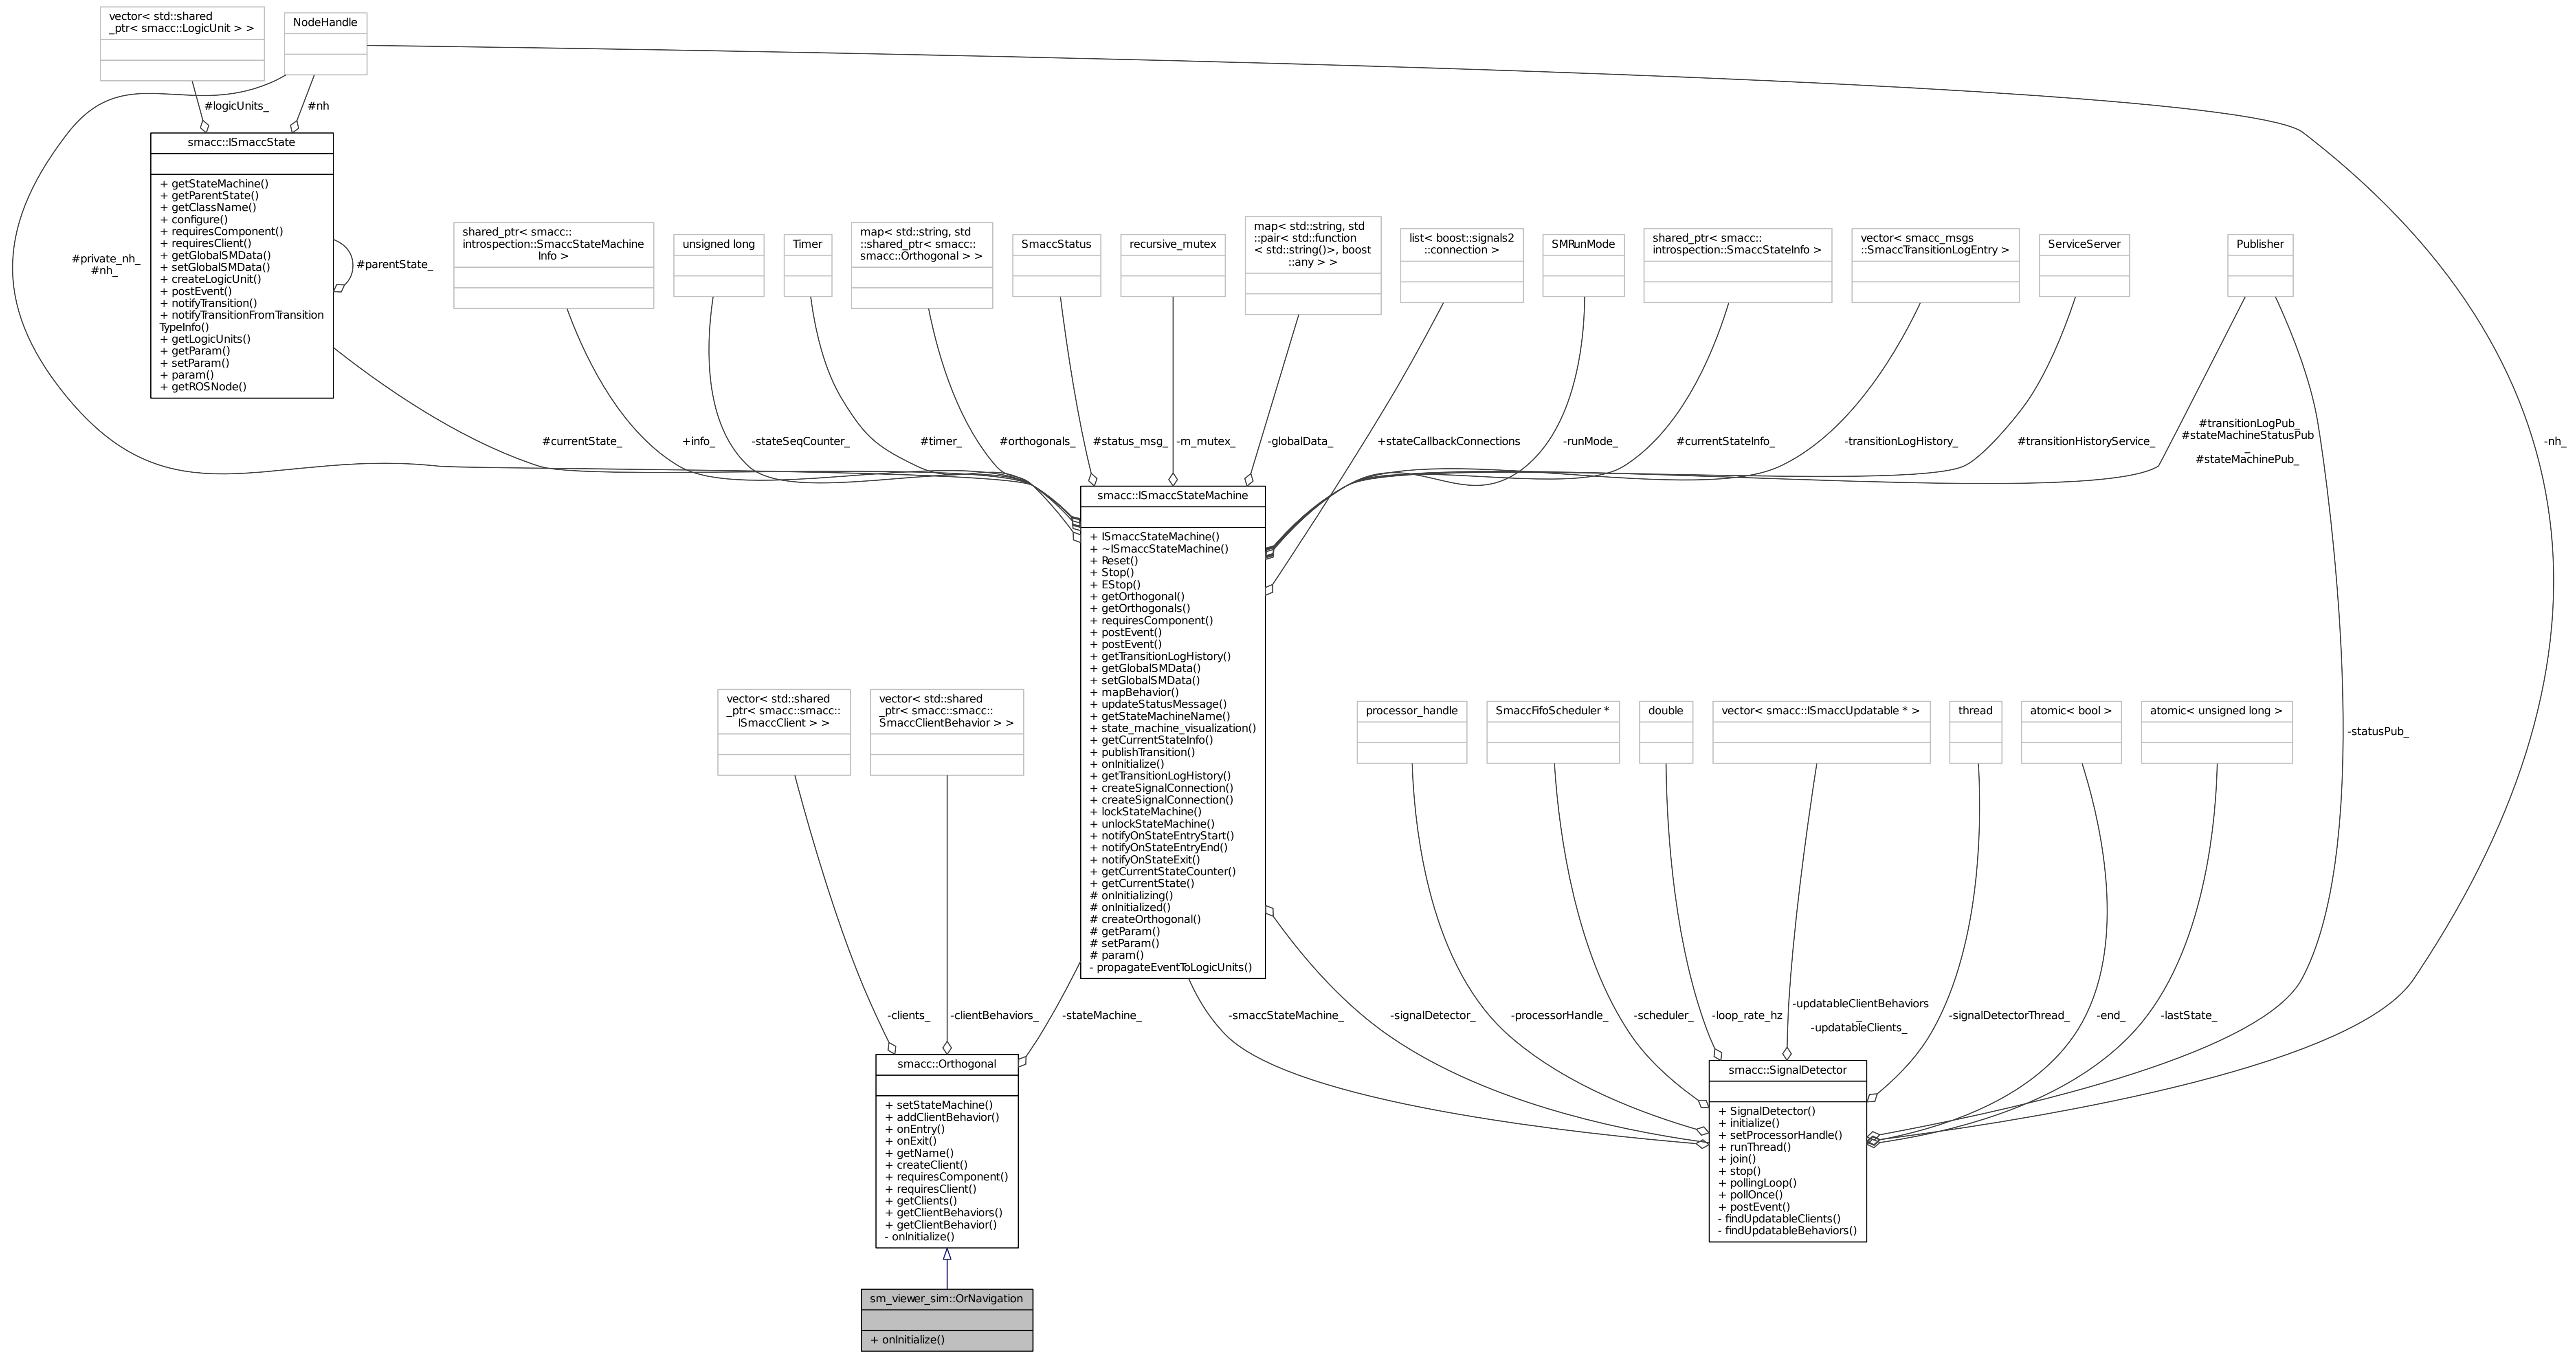 vector< std::shared
_ptr< smacc::LogicUnit > >
NodeHandle
#logicUnits_
#nh
smacc::ISmaccState
+ getStateMachine()
+ getParentState()
+ getClassName()
+ configure()
+ requiresComponent()
+ requiresClient()
+ getGlobalSMData()
+ setGlobalSMData()
+ createLogicUnit()
+ postEvent()
+ notifyTransition()
+ notifyTransitionFromTransition
TypeInfo()
+ getLogicUnits()
+ getParam()
+ setParam()
+ param()
+ getROSNode()
#private_nh_
#nh_
#parentState_
shared_ptr< smacc::
introspection::SmaccStateMachine
Info >
unsigned long
Timer
map< std::string, std
::shared_ptr< smacc::
smacc::Orthogonal > >
SmaccStatus
recursive_mutex
map< std::string, std
::pair< std::function
< std::string()>, boost
::any > >
list< boost::signals2
::connection >
SMRunMode
shared_ptr< smacc::
introspection::SmaccStateInfo >
vector< smacc_msgs
::SmaccTransitionLogEntry >
ServiceServer
Publisher
#currentState_
+info_
-stateSeqCounter_
#timer_
#orthogonals_
#status_msg_
-m_mutex_
-globalData_
+stateCallbackConnections
-runMode_
#currentStateInfo_
-transitionLogHistory_
#transitionHistoryService_
#transitionLogPub_
#stateMachineStatusPub
_
#stateMachinePub_
-nh_
smacc::ISmaccStateMachine
+ ISmaccStateMachine()
+ ~ISmaccStateMachine()
+ Reset()
+ Stop()
+ EStop()
+ getOrthogonal()
+ getOrthogonals()
+ requiresComponent()
+ postEvent()
+ postEvent()
+ getTransitionLogHistory()
+ getGlobalSMData()
+ setGlobalSMData()
+ mapBehavior()
+ updateStatusMessage()
+ getStateMachineName()
+ state_machine_visualization()
+ getCurrentStateInfo()
+ publishTransition()
+ onInitialize()
+ getTransitionLogHistory()
+ createSignalConnection()
+ createSignalConnection()
+ lockStateMachine()
+ unlockStateMachine()
+ notifyOnStateEntryStart()
+ notifyOnStateEntryEnd()
+ notifyOnStateExit()
+ getCurrentStateCounter()
+ getCurrentState()
# onInitializing()
# onInitialized()
# createOrthogonal()
# getParam()
# setParam()
# param()
- propagateEventToLogicUnits()
vector< std::shared
_ptr< smacc::smacc::
ISmaccClient > >
vector< std::shared
_ptr< smacc::smacc::
SmaccClientBehavior > >
processor_handle
SmaccFifoScheduler *
double
vector< smacc::ISmaccUpdatable * >
thread
atomic< bool >
atomic< unsigned long >
-statusPub_
-clients_
-clientBehaviors_
-stateMachine_
-smaccStateMachine_
-signalDetector_
-processorHandle_
-scheduler_
-loop_rate_hz
-updatableClientBehaviors
_
-updatableClients_
-signalDetectorThread_
-end_
-lastState_
smacc::Orthogonal
+ setStateMachine()
+ addClientBehavior()
+ onEntry()
+ onExit()
+ getName()
+ createClient()
+ requiresComponent()
+ requiresClient()
+ getClients()
+ getClientBehaviors()
+ getClientBehavior()
- onInitialize()
smacc::SignalDetector
+ SignalDetector()
+ initialize()
+ setProcessorHandle()
+ runThread()
+ join()
+ stop()
+ pollingLoop()
+ pollOnce()
+ postEvent()
- findUpdatableClients()
- findUpdatableBehaviors()
sm_viewer_sim::OrNavigation
+ onInitialize()